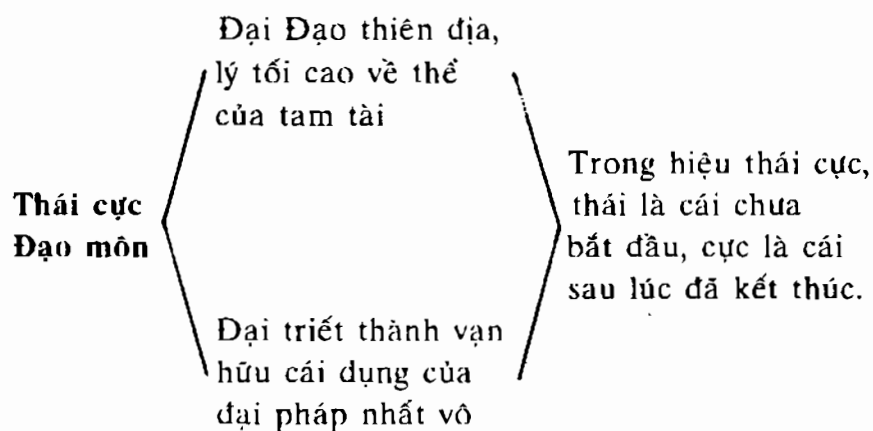 Đại Đạo thiên địa,
lý tối cao về thể
của tam tài
Thái cực
Đạo môn
Trong hiệu thái cực,
thái là cái chưa
bắt đầu, cực là cái
sau lúc đã kết thúc.
Đại triết thành vạn
hữu cái dụng của
đại pháp nhất vô